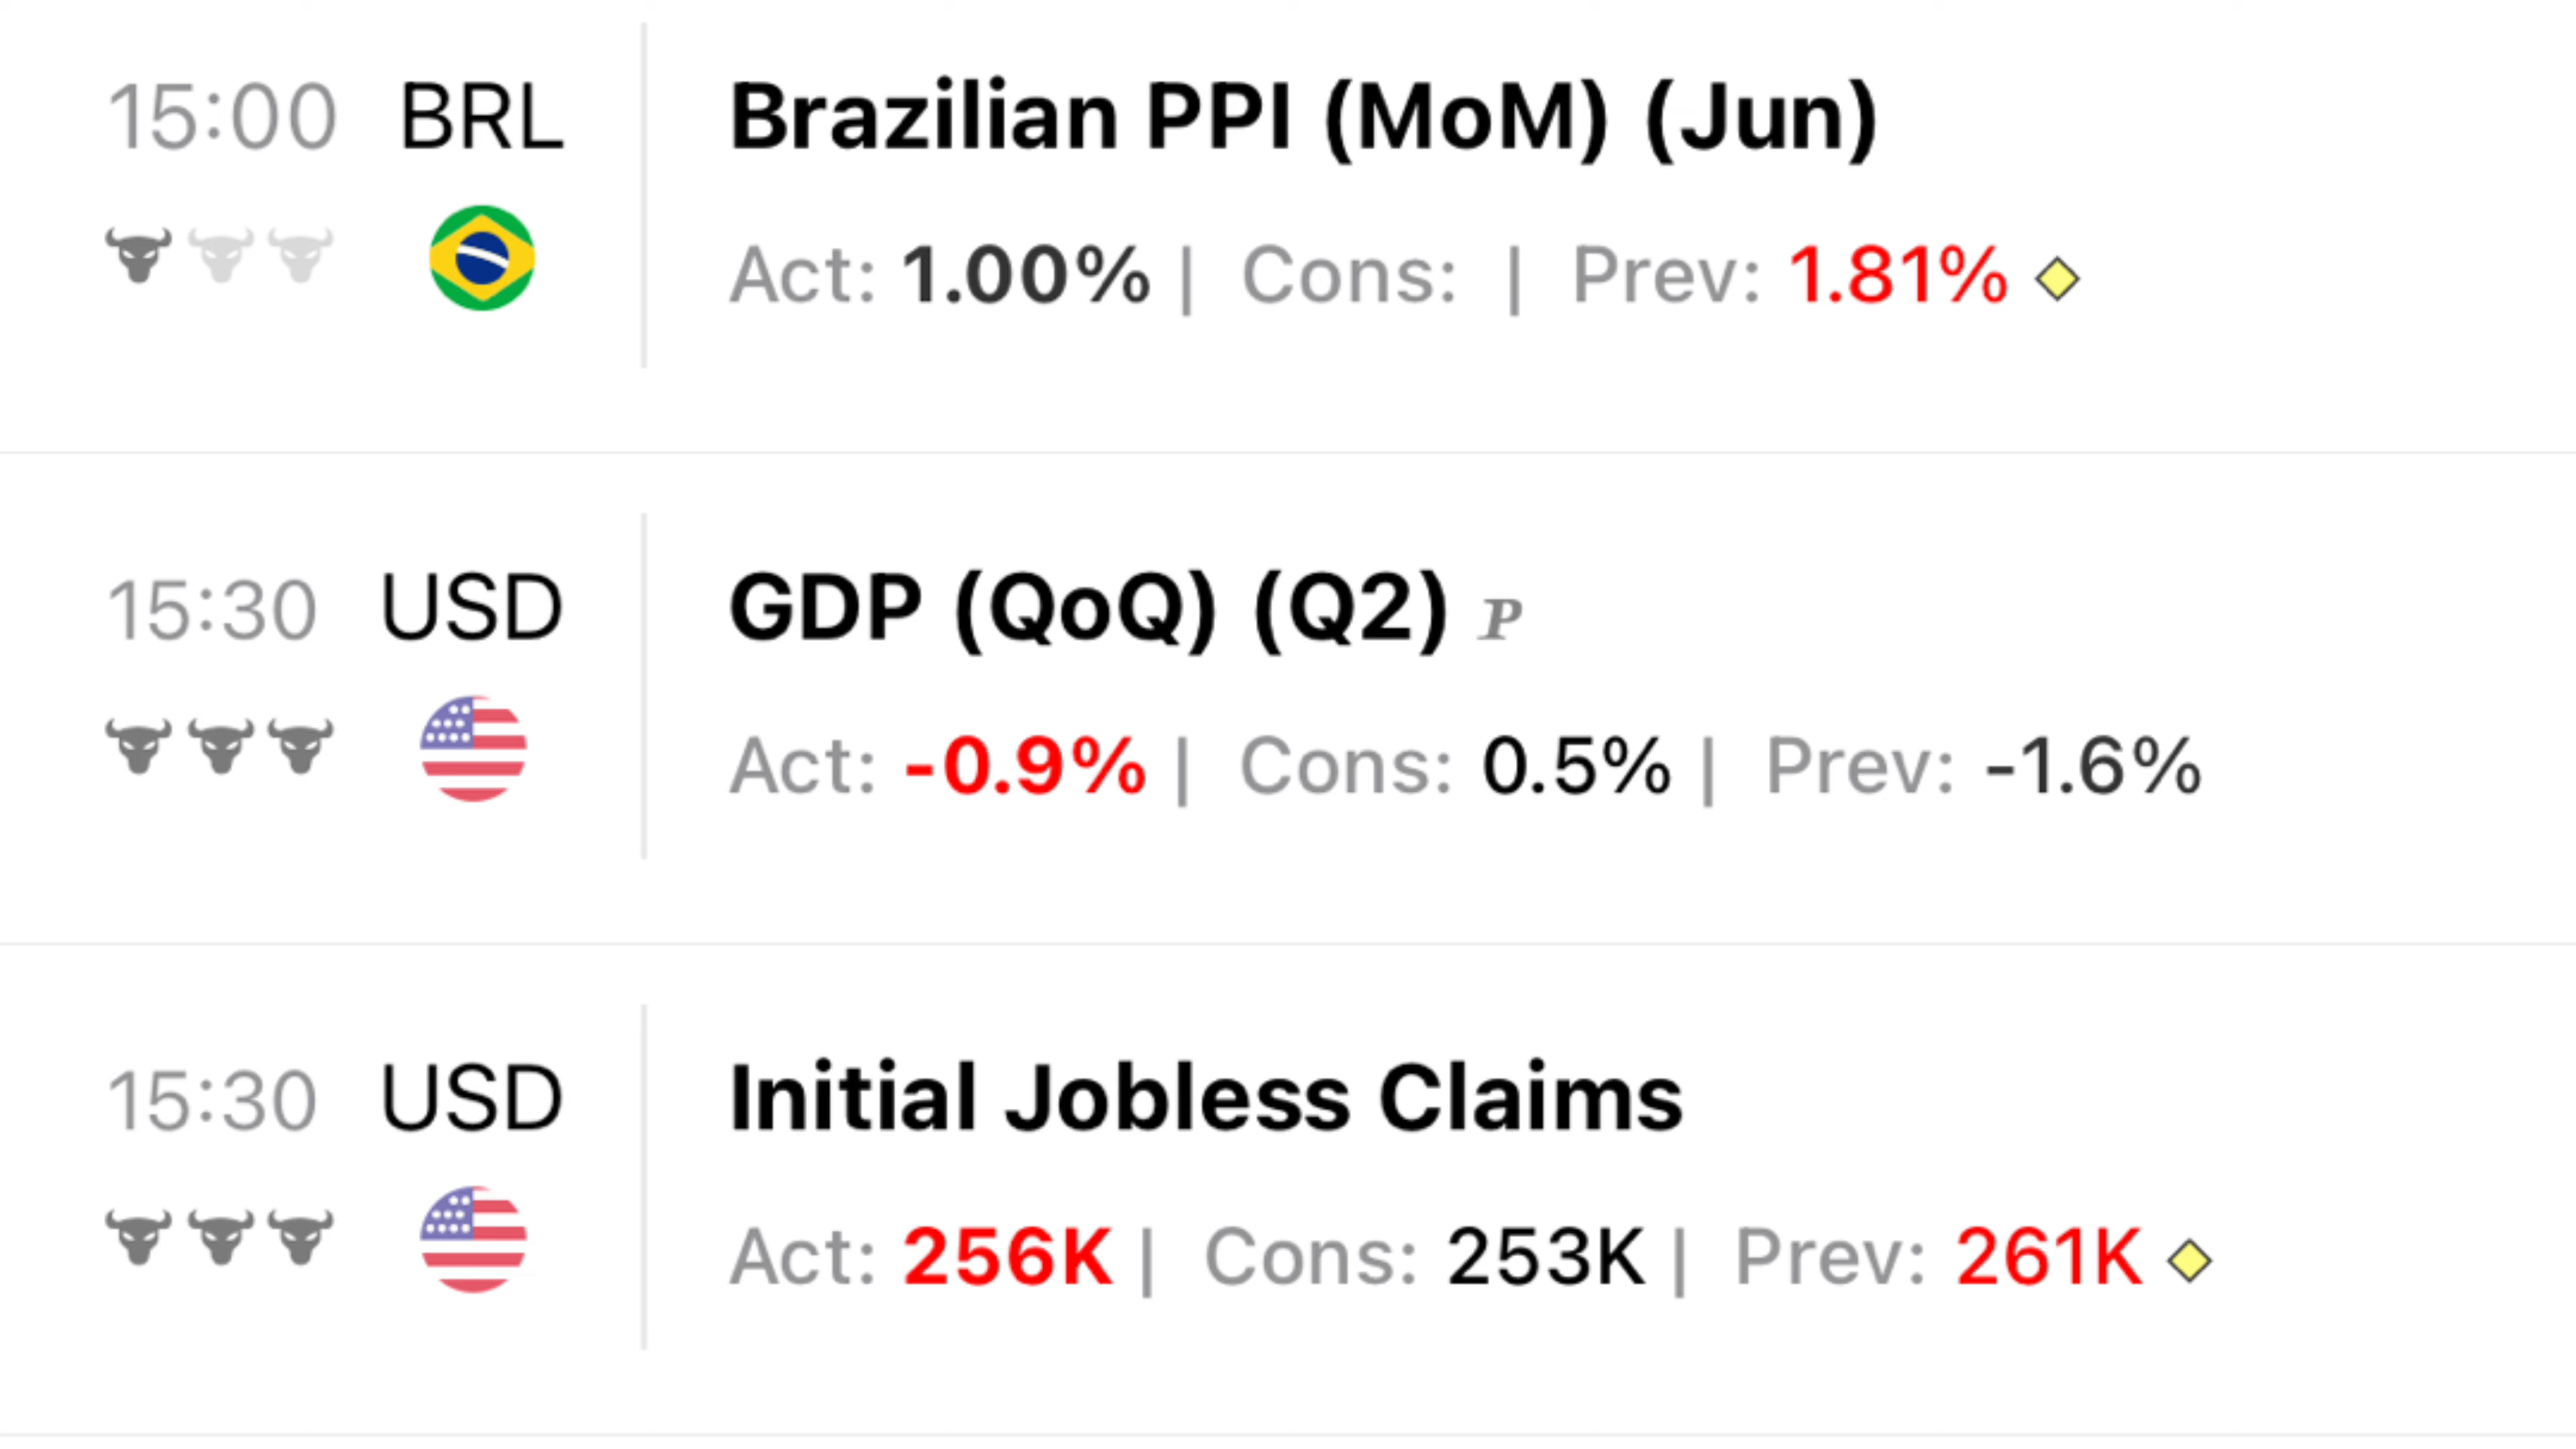 15:00 BRL Brazilian PPI (MoM) (Jun)
Act: 1.00% | Cons: | Prev: 1.81%
15:30 USD GDP (QoQ) (Q2) P
Act: -0.9% | Cons: 0.5% | Prev: -1.6%
15:30 USD Initial Jobless Claims
Act: 256K | Cons: 253K | Prev: 261K